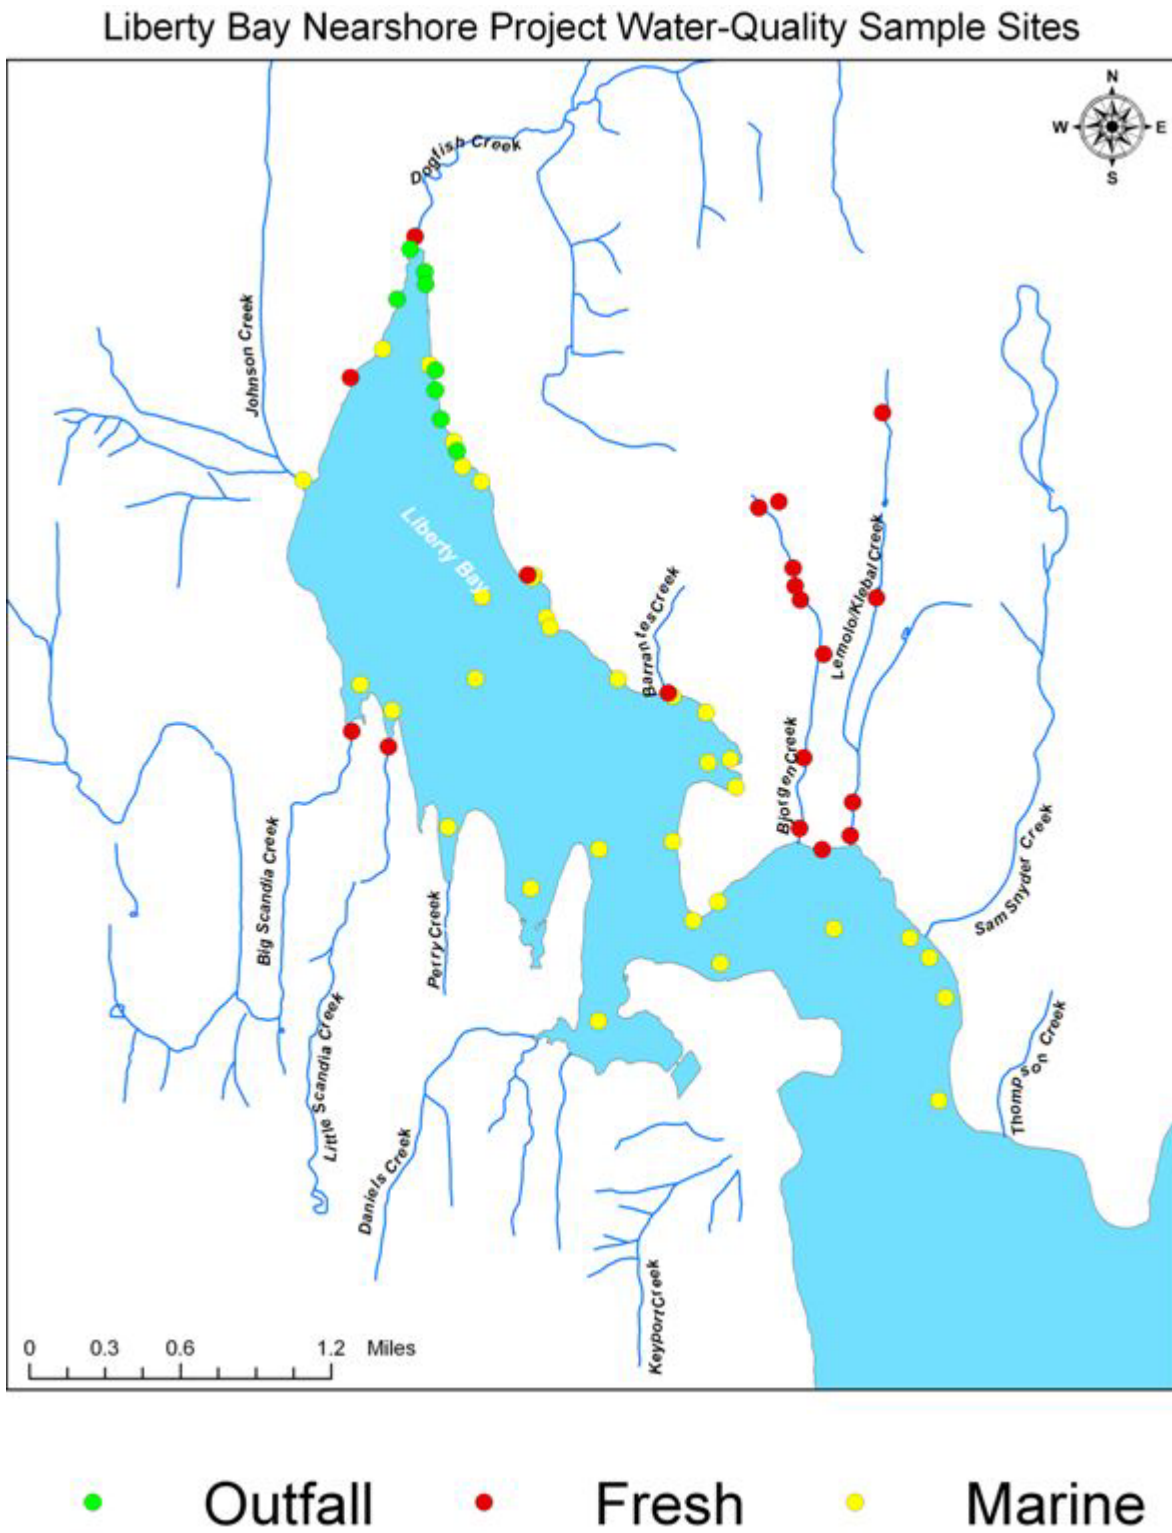 Liberty Bay Nearshore Project Water-Quality Sample Sites
N
W E
S
Dogfish Creek
Johnson Creek
Liberty Bay
Barrantes Creek
Lemolo/Klebal Creek
Bjorgen Creek
Sam Snyder Creek
Big Scandia Creek
Perry Creek
Little Scandia Creek
Thompson Creek
Daniels Creek
Keyport Creek
0 0.3 0.6 1.2 Miles
Outfall Fresh Marine